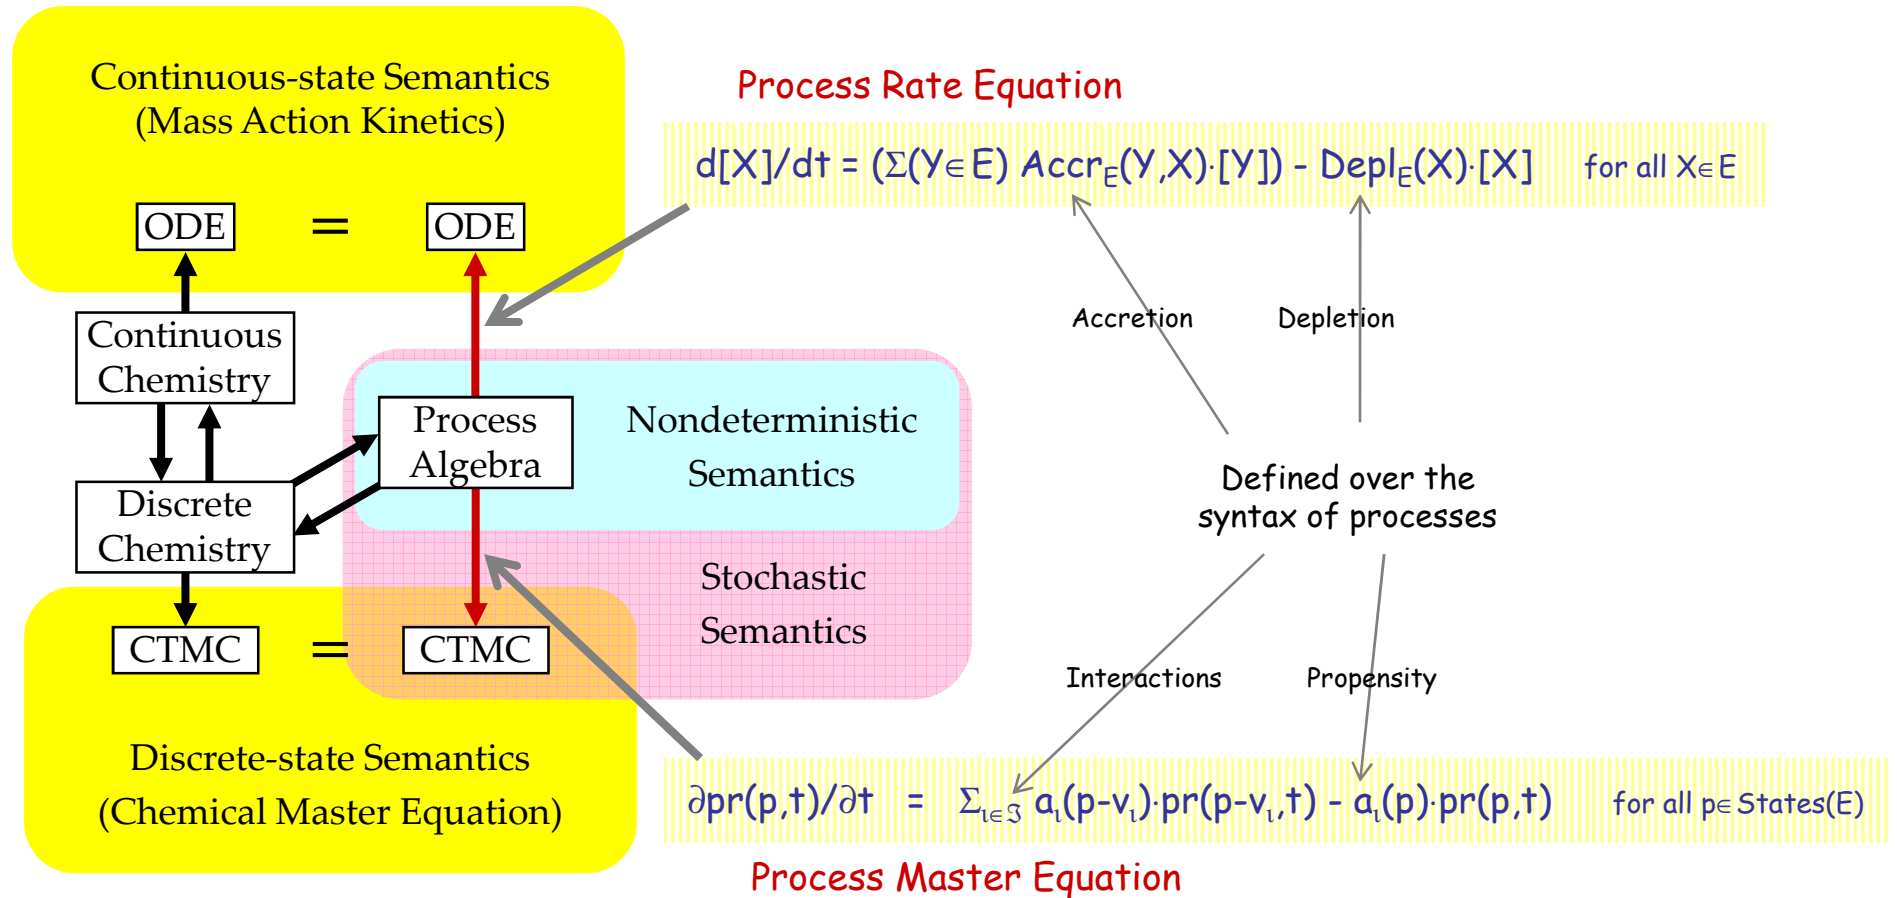 Continuous-state Semantics
(Mass Action Kinetics)
ODE = ODE
Continuous
Chemistry
Process
Algebra
Discrete
Chemistry
Nondeterministic
Semantics
Stochastic
Semantics
CTMC = CTMC
Discrete-state Semantics
(Chemical Master Equation)
Process Rate Equation
d[X]/dt = (Σ(Y∈E) Accr_E(Y,X)·[Y]) - Depl_E(X)·[X] for all X∈E
Accretion
Depletion
Defined over the
syntax of processes
Interactions
Propensity
∂pr(p,t)/∂t = Σ_ι∈ℑ a_ι(p-v_ι)·pr(p-v_ι,t) - a_ι(p)·pr(p,t) for all p∈States(E)
Process Master Equation